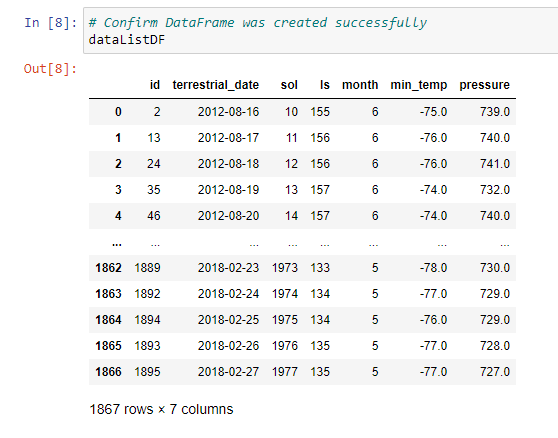 In [8]: # Confirm DataFrame was created successfully
dataListDF
Out[8]:
id terrestrial_date sol ls month min_temp pressure
0 2 2012-08-16 10 155 6 -75.0 739.0
1 13 2012-08-17 11 156 6 -76.0 740.0
2 24 2012-08-18 12 156 6 -76.0 741.0
3 35 2012-08-19 13 157 6 -74.0 732.0
4 46 2012-08-20 14 157 6 -74.0 740.0
... ... ... ... ... ... ... ...
1862 1889 2018-02-23 1973 133 5 -78.0 730.0
1863 1892 2018-02-24 1974 134 5 -77.0 729.0
1864 1894 2018-02-25 1975 134 5 -76.0 729.0
1865 1893 2018-02-26 1976 135 5 -77.0 728.0
1866 1895 2018-02-27 1977 135 5 -77.0 727.0
1867 rows × 7 columns